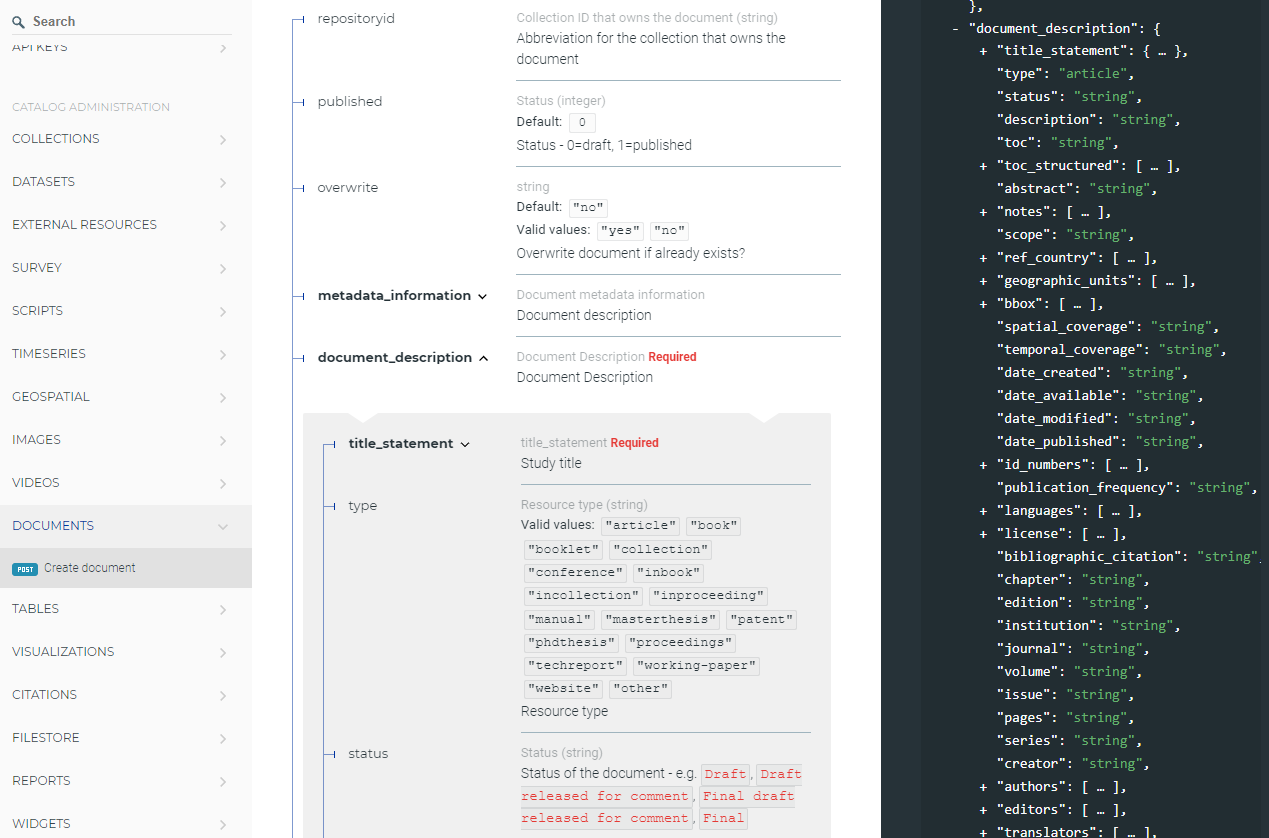 Search
API KEYS
CATALOG ADMINISTRATION
COLLECTIONS
DATASETS
EXTERNAL RESOURCES
SURVEY
SCRIPTS
TIMESERIES
GEOSPATIAL
IMAGES
VIDEOS
DOCUMENTS
POST Create document
TABLES
VISUALIZATIONS
CITATIONS
FILESTORE
REPORTS
WIDGETS
repositoryid
Collection ID that owns the document (string)
Abbreviation for the collection that owns the
document
published
Status (integer)
Default: 0
Status - 0=draft, 1=published
overwrite
string
Default: "no"
Valid values: "yes" "no"
Overwrite document if already exists?
metadata_information
Document metadata information
Document description
document_description
Document Description Required
Document Description
title_statement
title_statement Required
Study title
type
Resource type (string)
Valid values: "article" "book"
"booklet" "collection"
"conference" "inbook"
"incollection" "inproceeding"
"manual" "masterthesis" "patent"
"phdthesis" "proceedings"
"techreport" "working-paper"
"website" "other"
Resource type
status
Status (string)
Status of the document - e.g. Draft, Draft
released for comment, Final draft
released for comment, Final
},
- "document_description": {
+ "title_statement": { … },
"type": "article",
"status": "string",
"description": "string",
"toc": "string",
+ "toc_structured": [ … ],
"abstract": "string",
+ "notes": [ … ],
"scope": "string",
+ "ref_country": [ … ],
+ "geographic_units": [ … ],
+ "bbox": [ … ],
"spatial_coverage": "string",
"temporal_coverage": "string",
"date_created": "string",
"date_available": "string",
"date_modified": "string",
"date_published": "string",
+ "id_numbers": [ … ],
"publication_frequency": "string",
+ "languages": [ … ],
+ "license": [ … ],
"bibliographic_citation": "string",
"chapter": "string",
"edition": "string",
"institution": "string",
"journal": "string",
"volume": "string",
"issue": "string",
"pages": "string",
"series": "string",
"creator": "string",
+ "authors": [ … ],
+ "editors": [ … ],
+ "translators": [ … ],